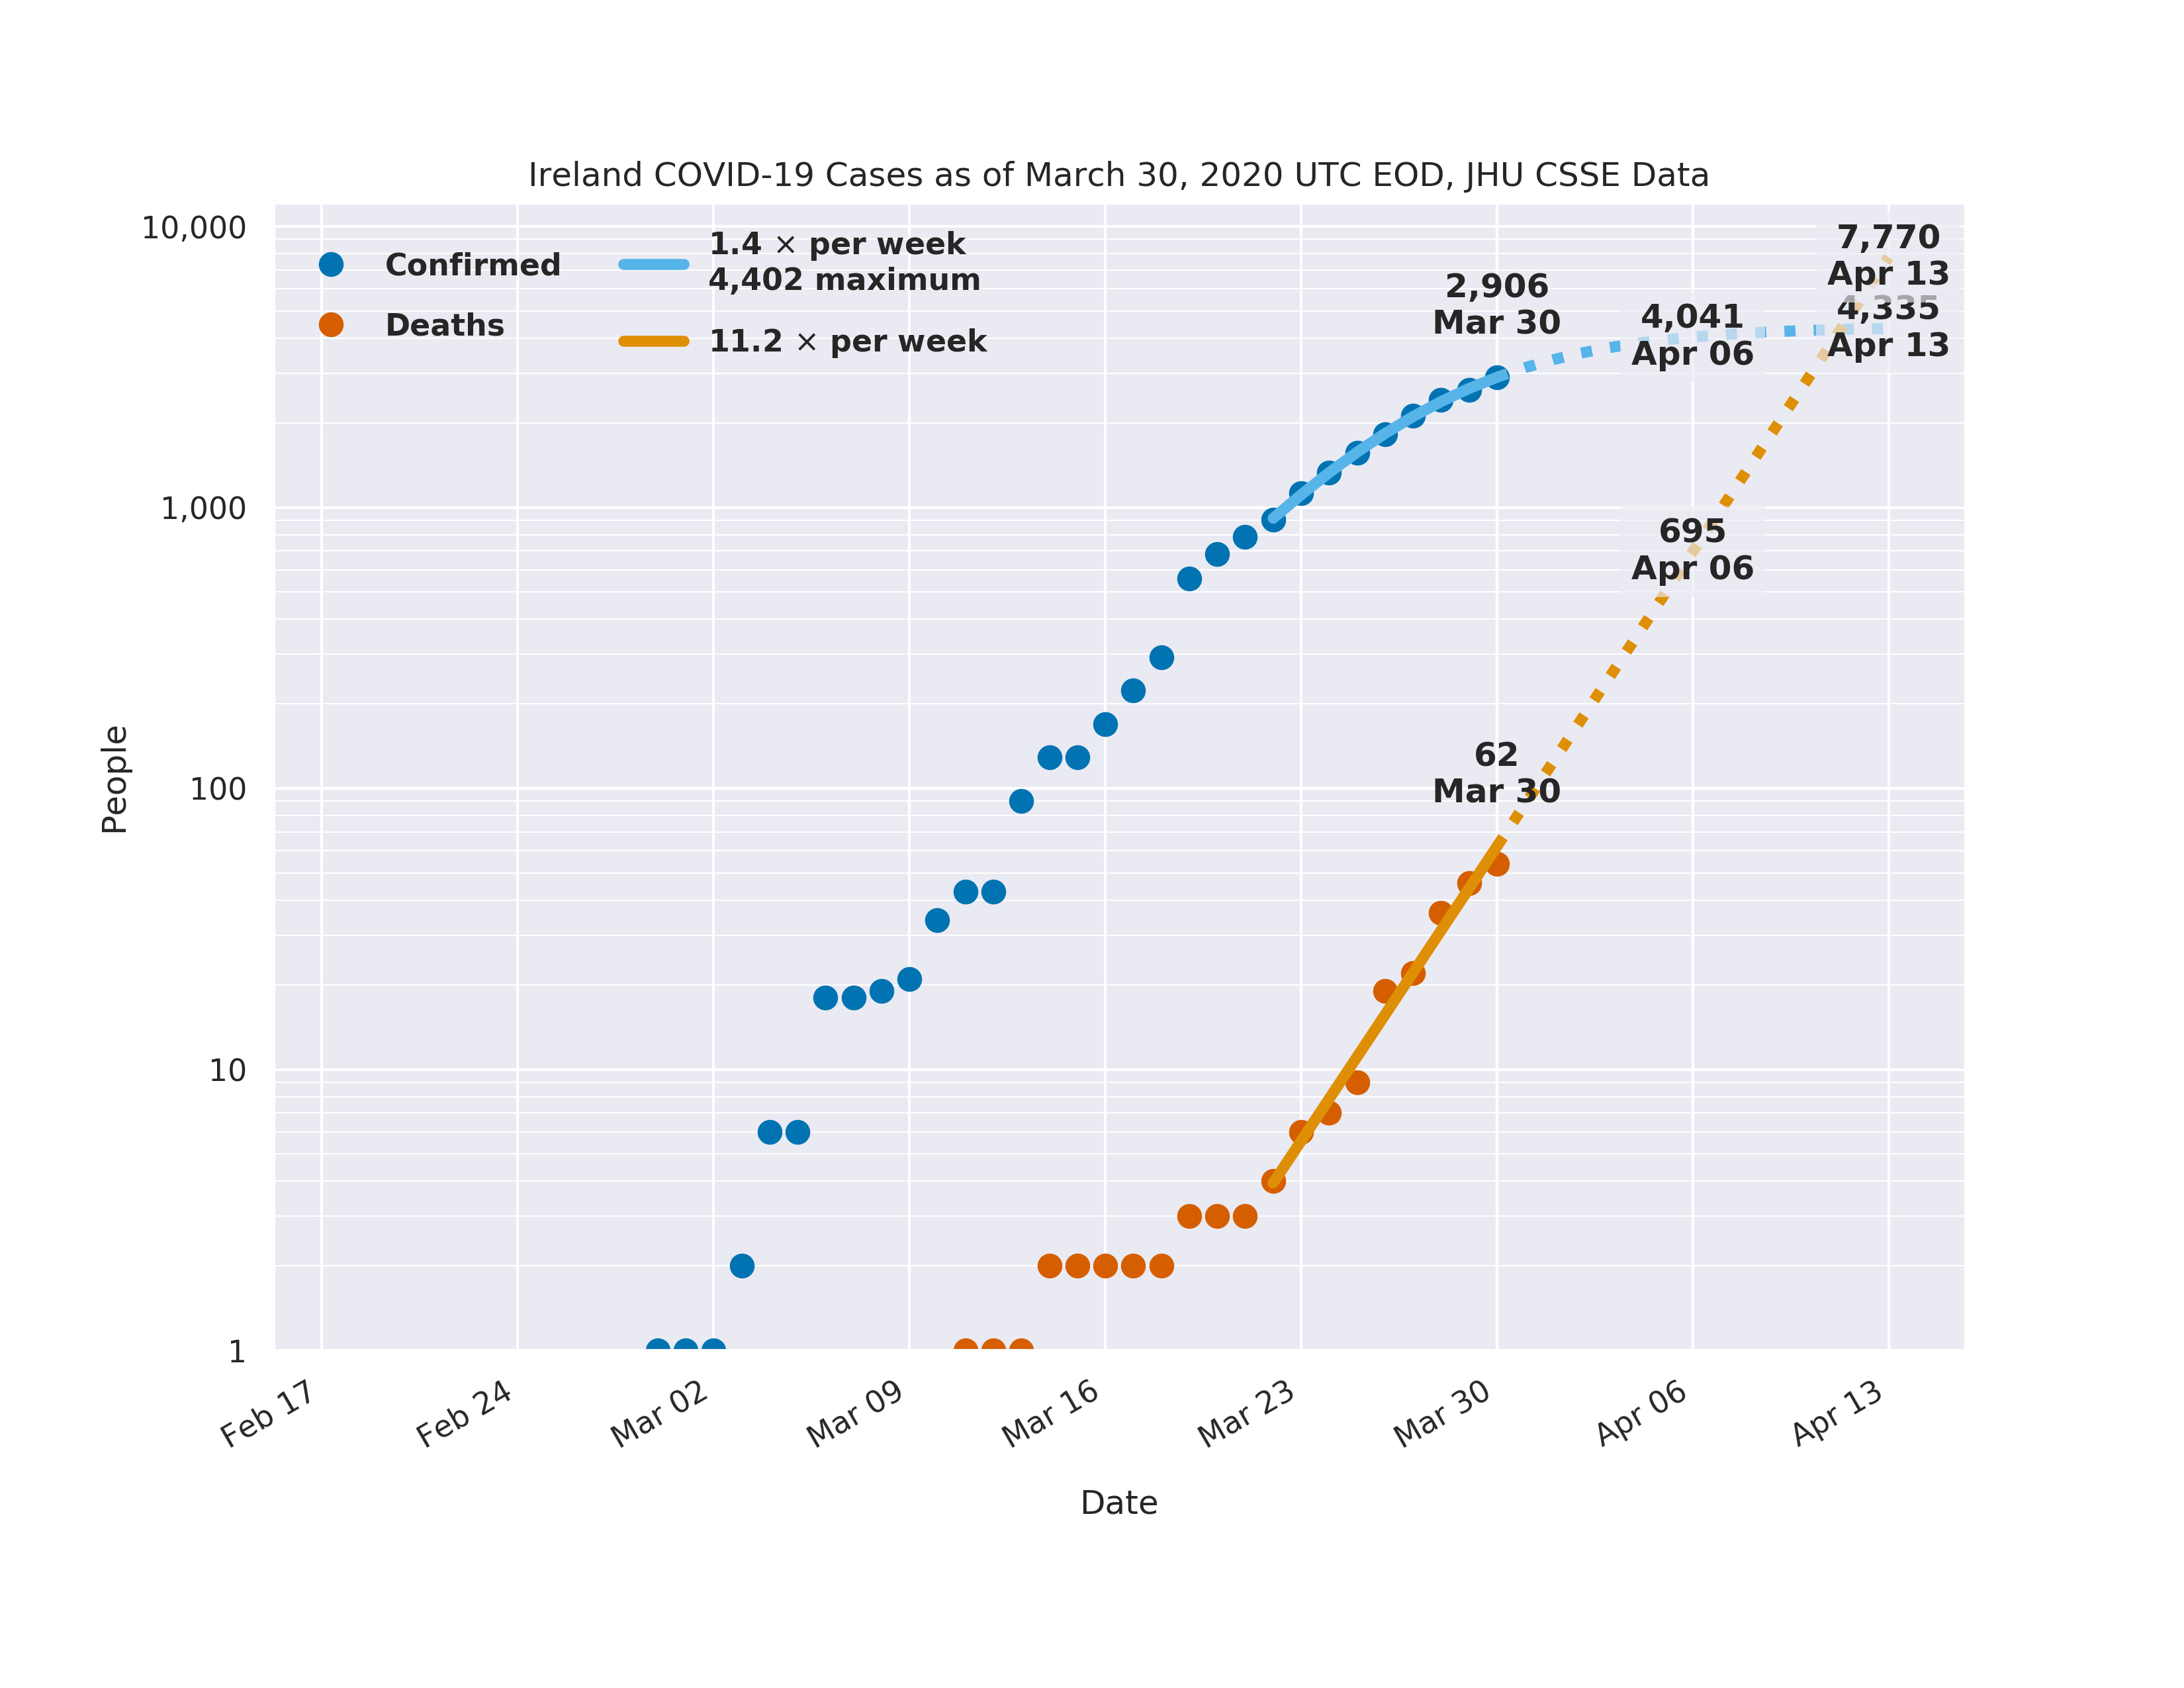 Ireland COVID-19 Cases as of March 30, 2020 UTC EOD, JHU CSSE Data
10,000
1,000
100
10
1
People
Confirmed
Deaths
1.4 × per week
4,402 maximum
11.2 × per week
2,906
Mar 30
4,041
Apr 06
7,770
Apr 13
4,335
Apr 13
695
Apr 06
62
Mar 30
Feb 17
Feb 24
Mar 02
Mar 09
Mar 16
Mar 23
Mar 30
Apr 06
Apr 13
Date